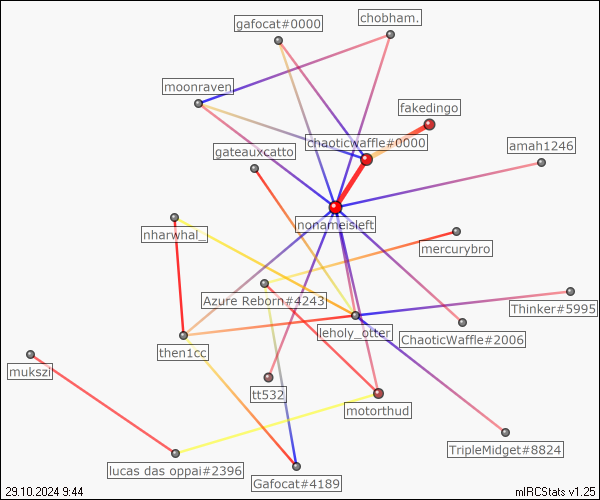 chobham.
gafocat#0000
moonraven
fakedingo
chaoticwaffle#0000
amah1246
gateauxcatto
nonameisleft
nharwhal_
mercurybro
Azure Reborn#4243
Thinker#5995
leholy_otter
ChaoticWaffle#2006
then1cc
mukszi
tt532
motorthud
TripleMidget#8824
lucas das oppai#2396
Gafocat#4189
29.10.2024 9:44
mIRCStats v1.25